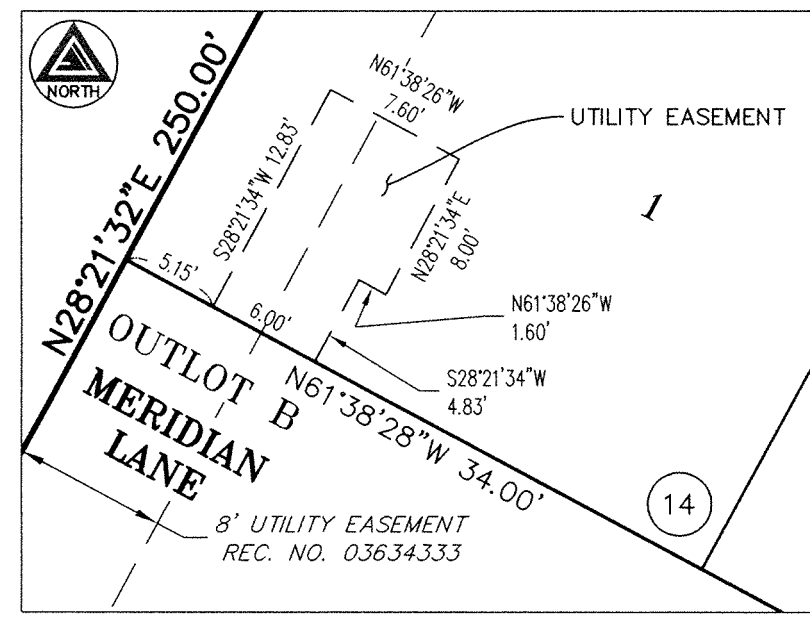 NORTH
N28°21'32"E 250.00'
N61°38'26"W
7.60'
UTILITY EASEMENT
S28°21'34"W 12.83'
1
N28°21'34"E
8.00'
5.15'
6.00'
N61°38'26"W
1.60'
S28°21'34"W
4.83'
OUTLOT B
MERIDIAN
LANE
N61°38'28"W 34.00'
14
8' UTILITY EASEMENT
REC. NO. 03634333